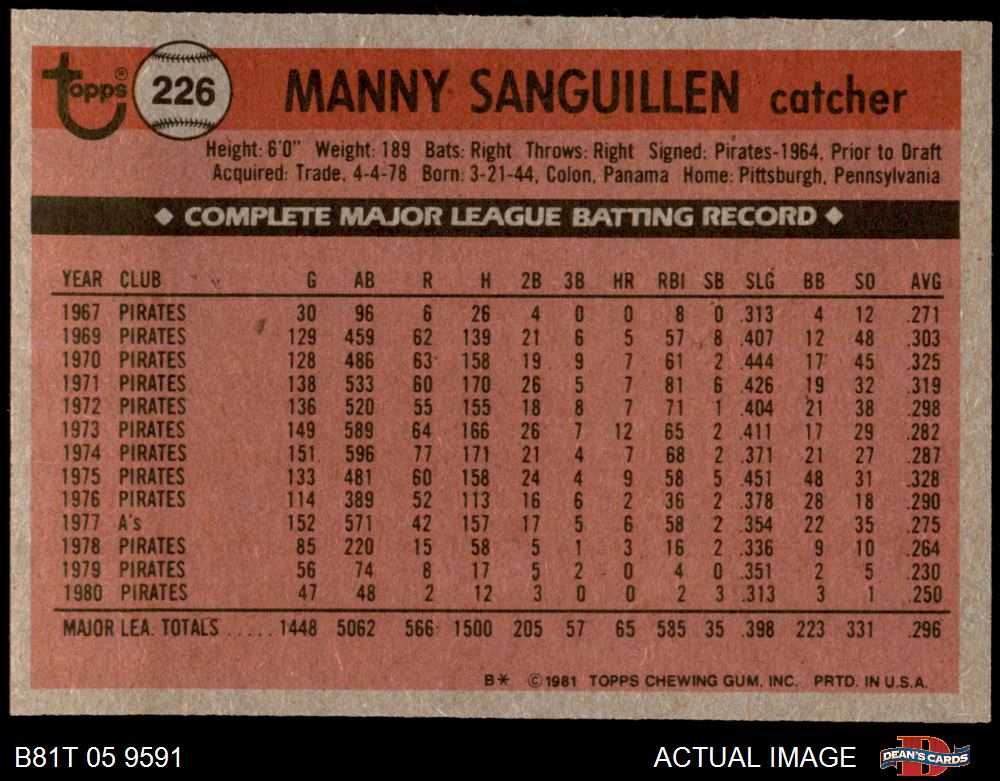 Topps® 226 MANNY SANGUILLEN catcher
Height: 6'0" Weight: 189 Bats: Right Throws: Right Signed: Pirates-1964, Prior to Draft
Acquired: Trade, 4-4-78 Born: 3-21-44, Colon, Panama Home: Pittsburgh, Pennsylvania
◆ COMPLETE MAJOR LEAGUE BATTING RECORD ◆
YEAR CLUB G AB R H 2B 3B HR RBI SB SLG BB SO AVG
1967 PIRATES 30 96 6 26 4 0 0 8 0 .313 4 12 .271
1969 PIRATES 129 459 62 139 21 6 5 57 8 .407 12 48 .303
1970 PIRATES 128 486 63 158 19 9 7 61 2 .444 17 45 .325
1971 PIRATES 138 533 60 170 26 5 7 81 6 .426 19 32 .319
1972 PIRATES 136 520 55 155 18 8 7 71 1 .404 21 38 .298
1973 PIRATES 149 589 64 166 26 7 12 65 2 .411 17 29 .282
1974 PIRATES 151 596 77 171 21 4 7 68 2 .371 21 27 .287
1975 PIRATES 133 481 60 158 24 4 9 58 5 .451 48 31 .328
1976 PIRATES 114 389 52 113 16 6 2 36 2 .378 28 18 .290
1977 A's 152 571 42 157 17 5 6 58 2 .354 22 35 .275
1978 PIRATES 85 220 15 58 5 1 3 16 2 .336 9 10 .264
1979 PIRATES 56 74 8 17 5 2 0 4 0 .351 2 5 .230
1980 PIRATES 47 48 2 12 3 0 0 2 3 .313 3 1 .250
MAJOR LEA. TOTALS ..... 1448 5062 566 1500 205 57 65 585 35 .398 223 331 .296
B* ©1981 TOPPS CHEWING GUM, INC. PRTD. IN U.S.A.
B81T 05 9591 ACTUAL IMAGE DEAN'S CARDS